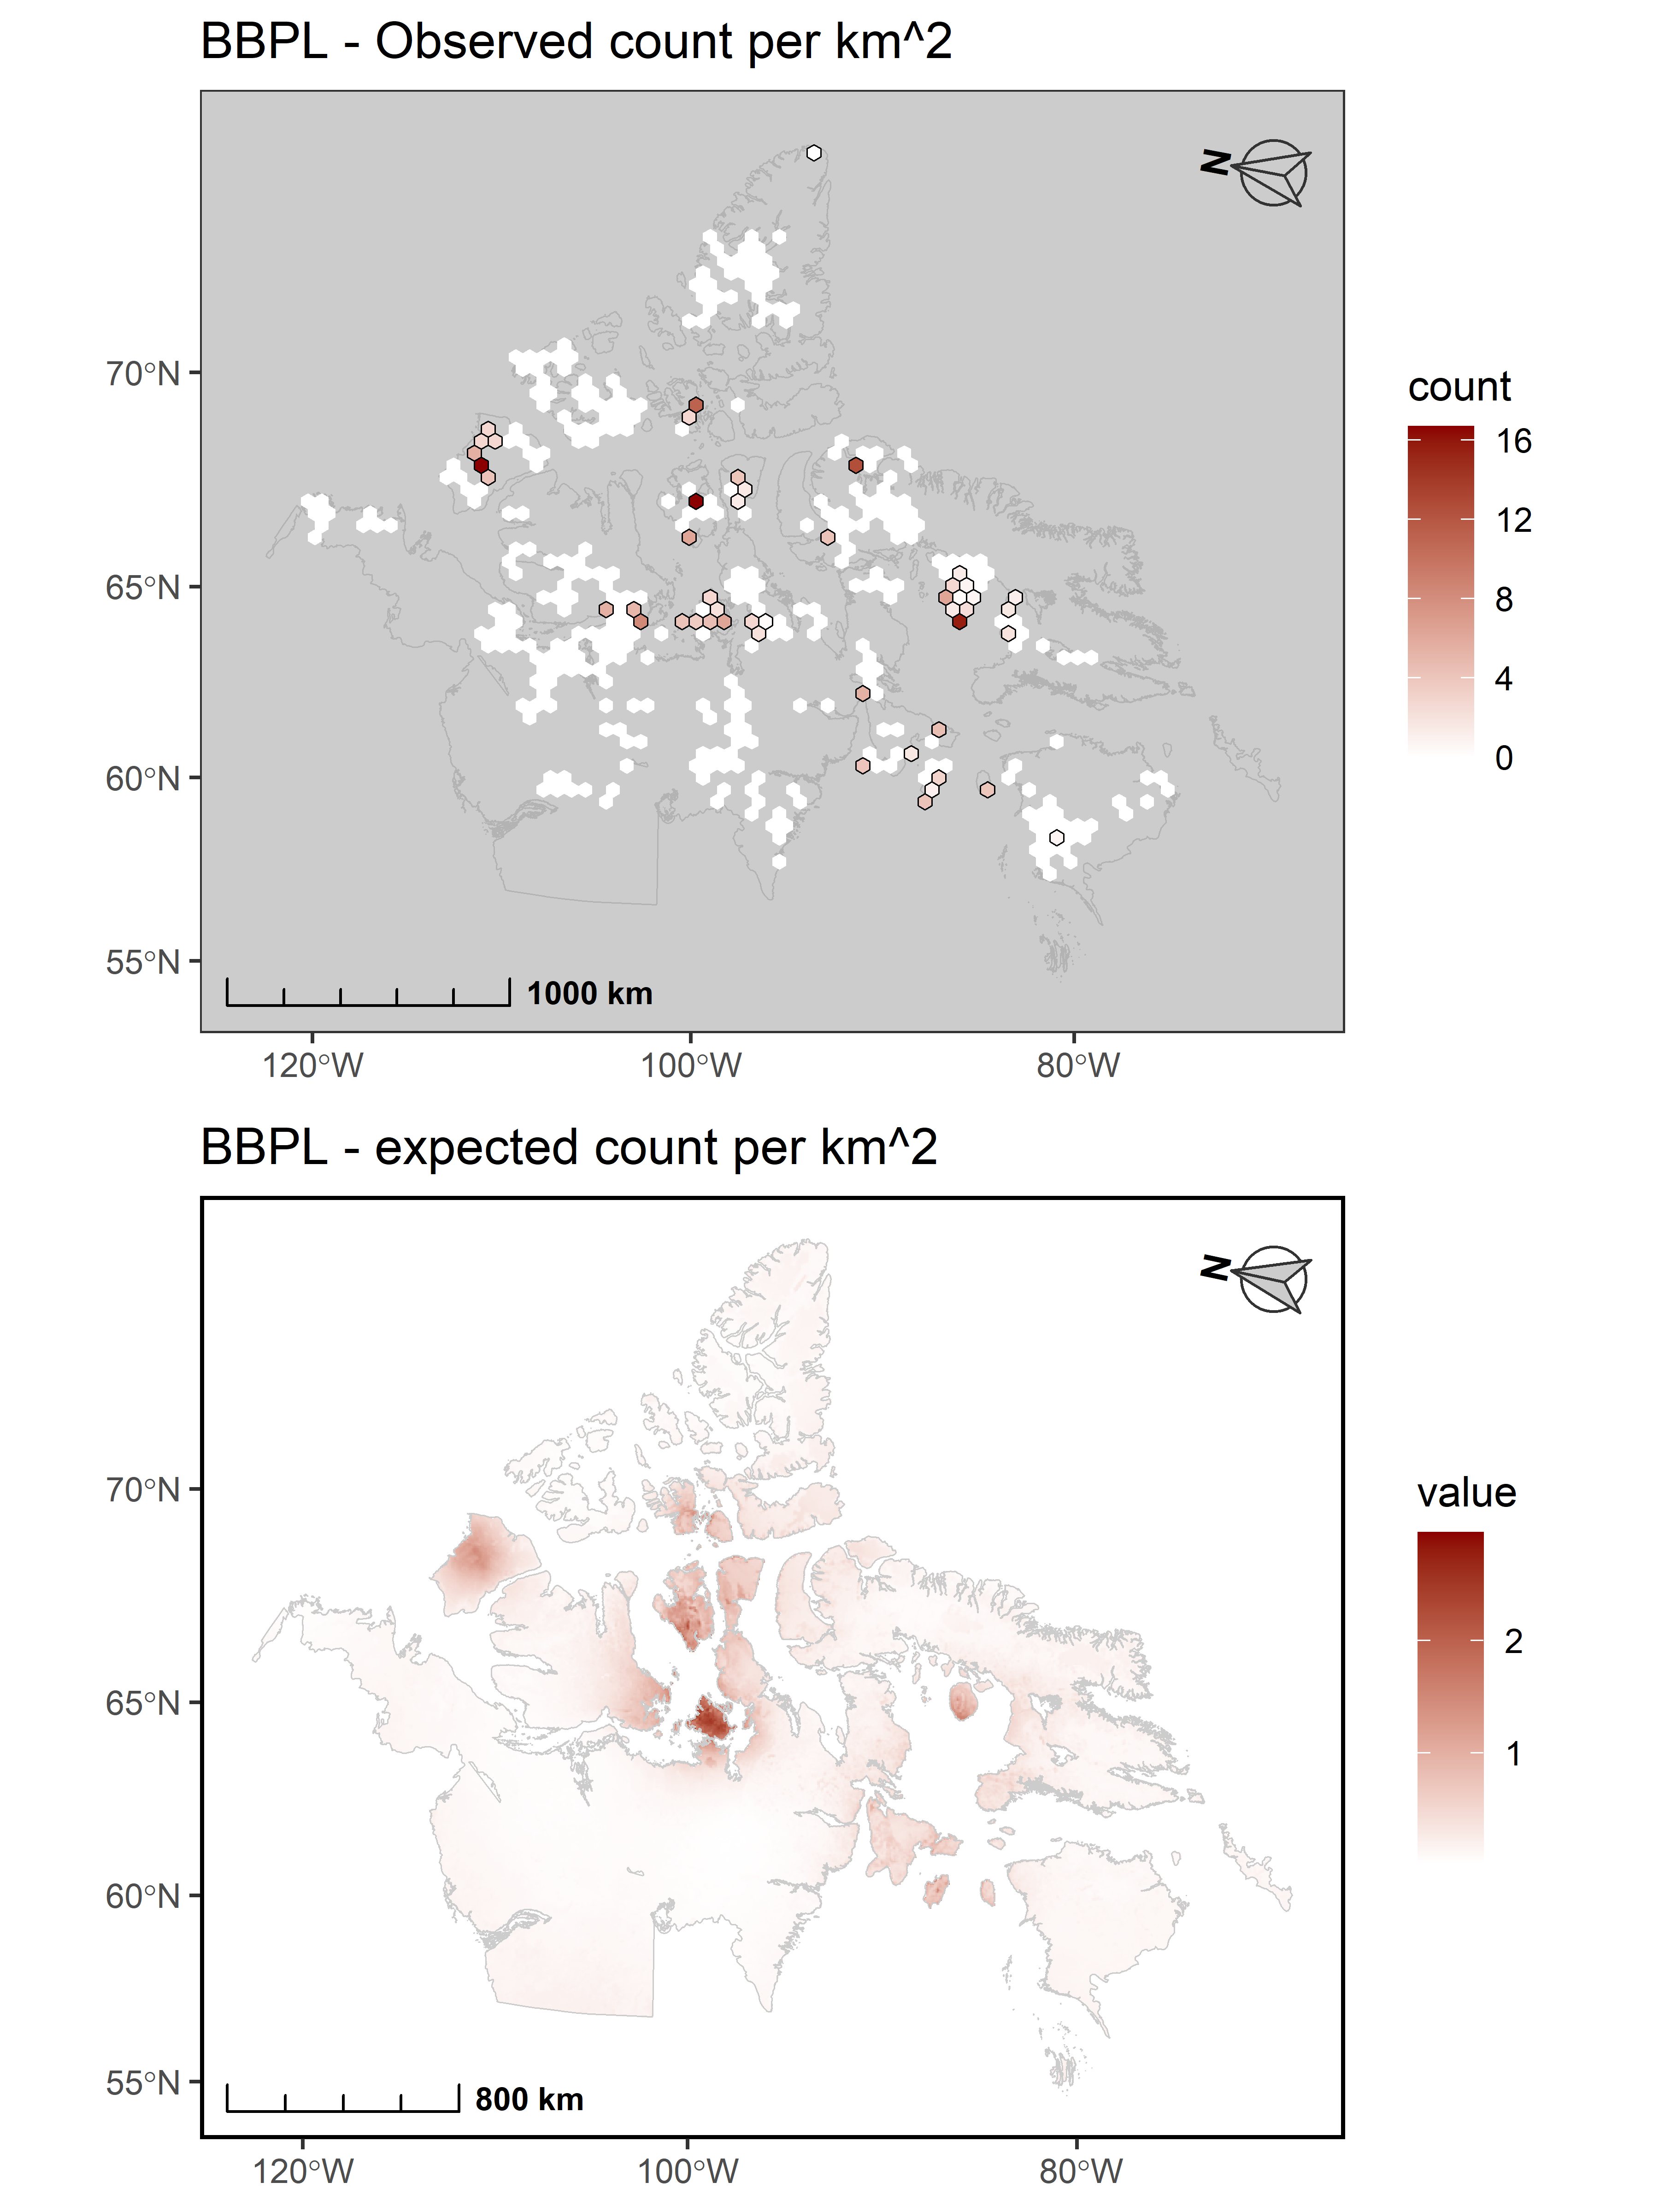 BBPL - Observed count per km^2
N
70°N
65°N
60°N
55°N
1000 km
120°W
100°W
80°W
count
16
12
8
4
0
BBPL - expected count per km^2
N
70°N
65°N
60°N
55°N
800 km
120°W
100°W
80°W
value
2
1